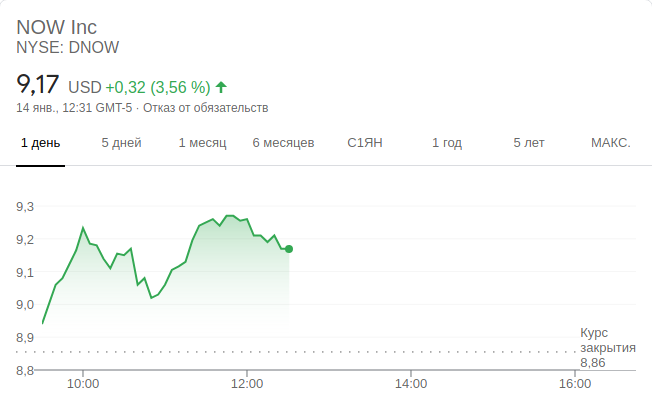 NOW Inc
NYSE: DNOW
9,17 USD +0,32 (3,56 %)
14 янв., 12:31 GMT-5 · Отказ от обязательств
1 день 5 дней 1 месяц 6 месяцев С1ЯН 1 год 5 лет МАКС.
9,3
9,2
9,1
9,0
8,9
8,8
Курс
закрытия
8,86
10:00 12:00 14:00 16:00